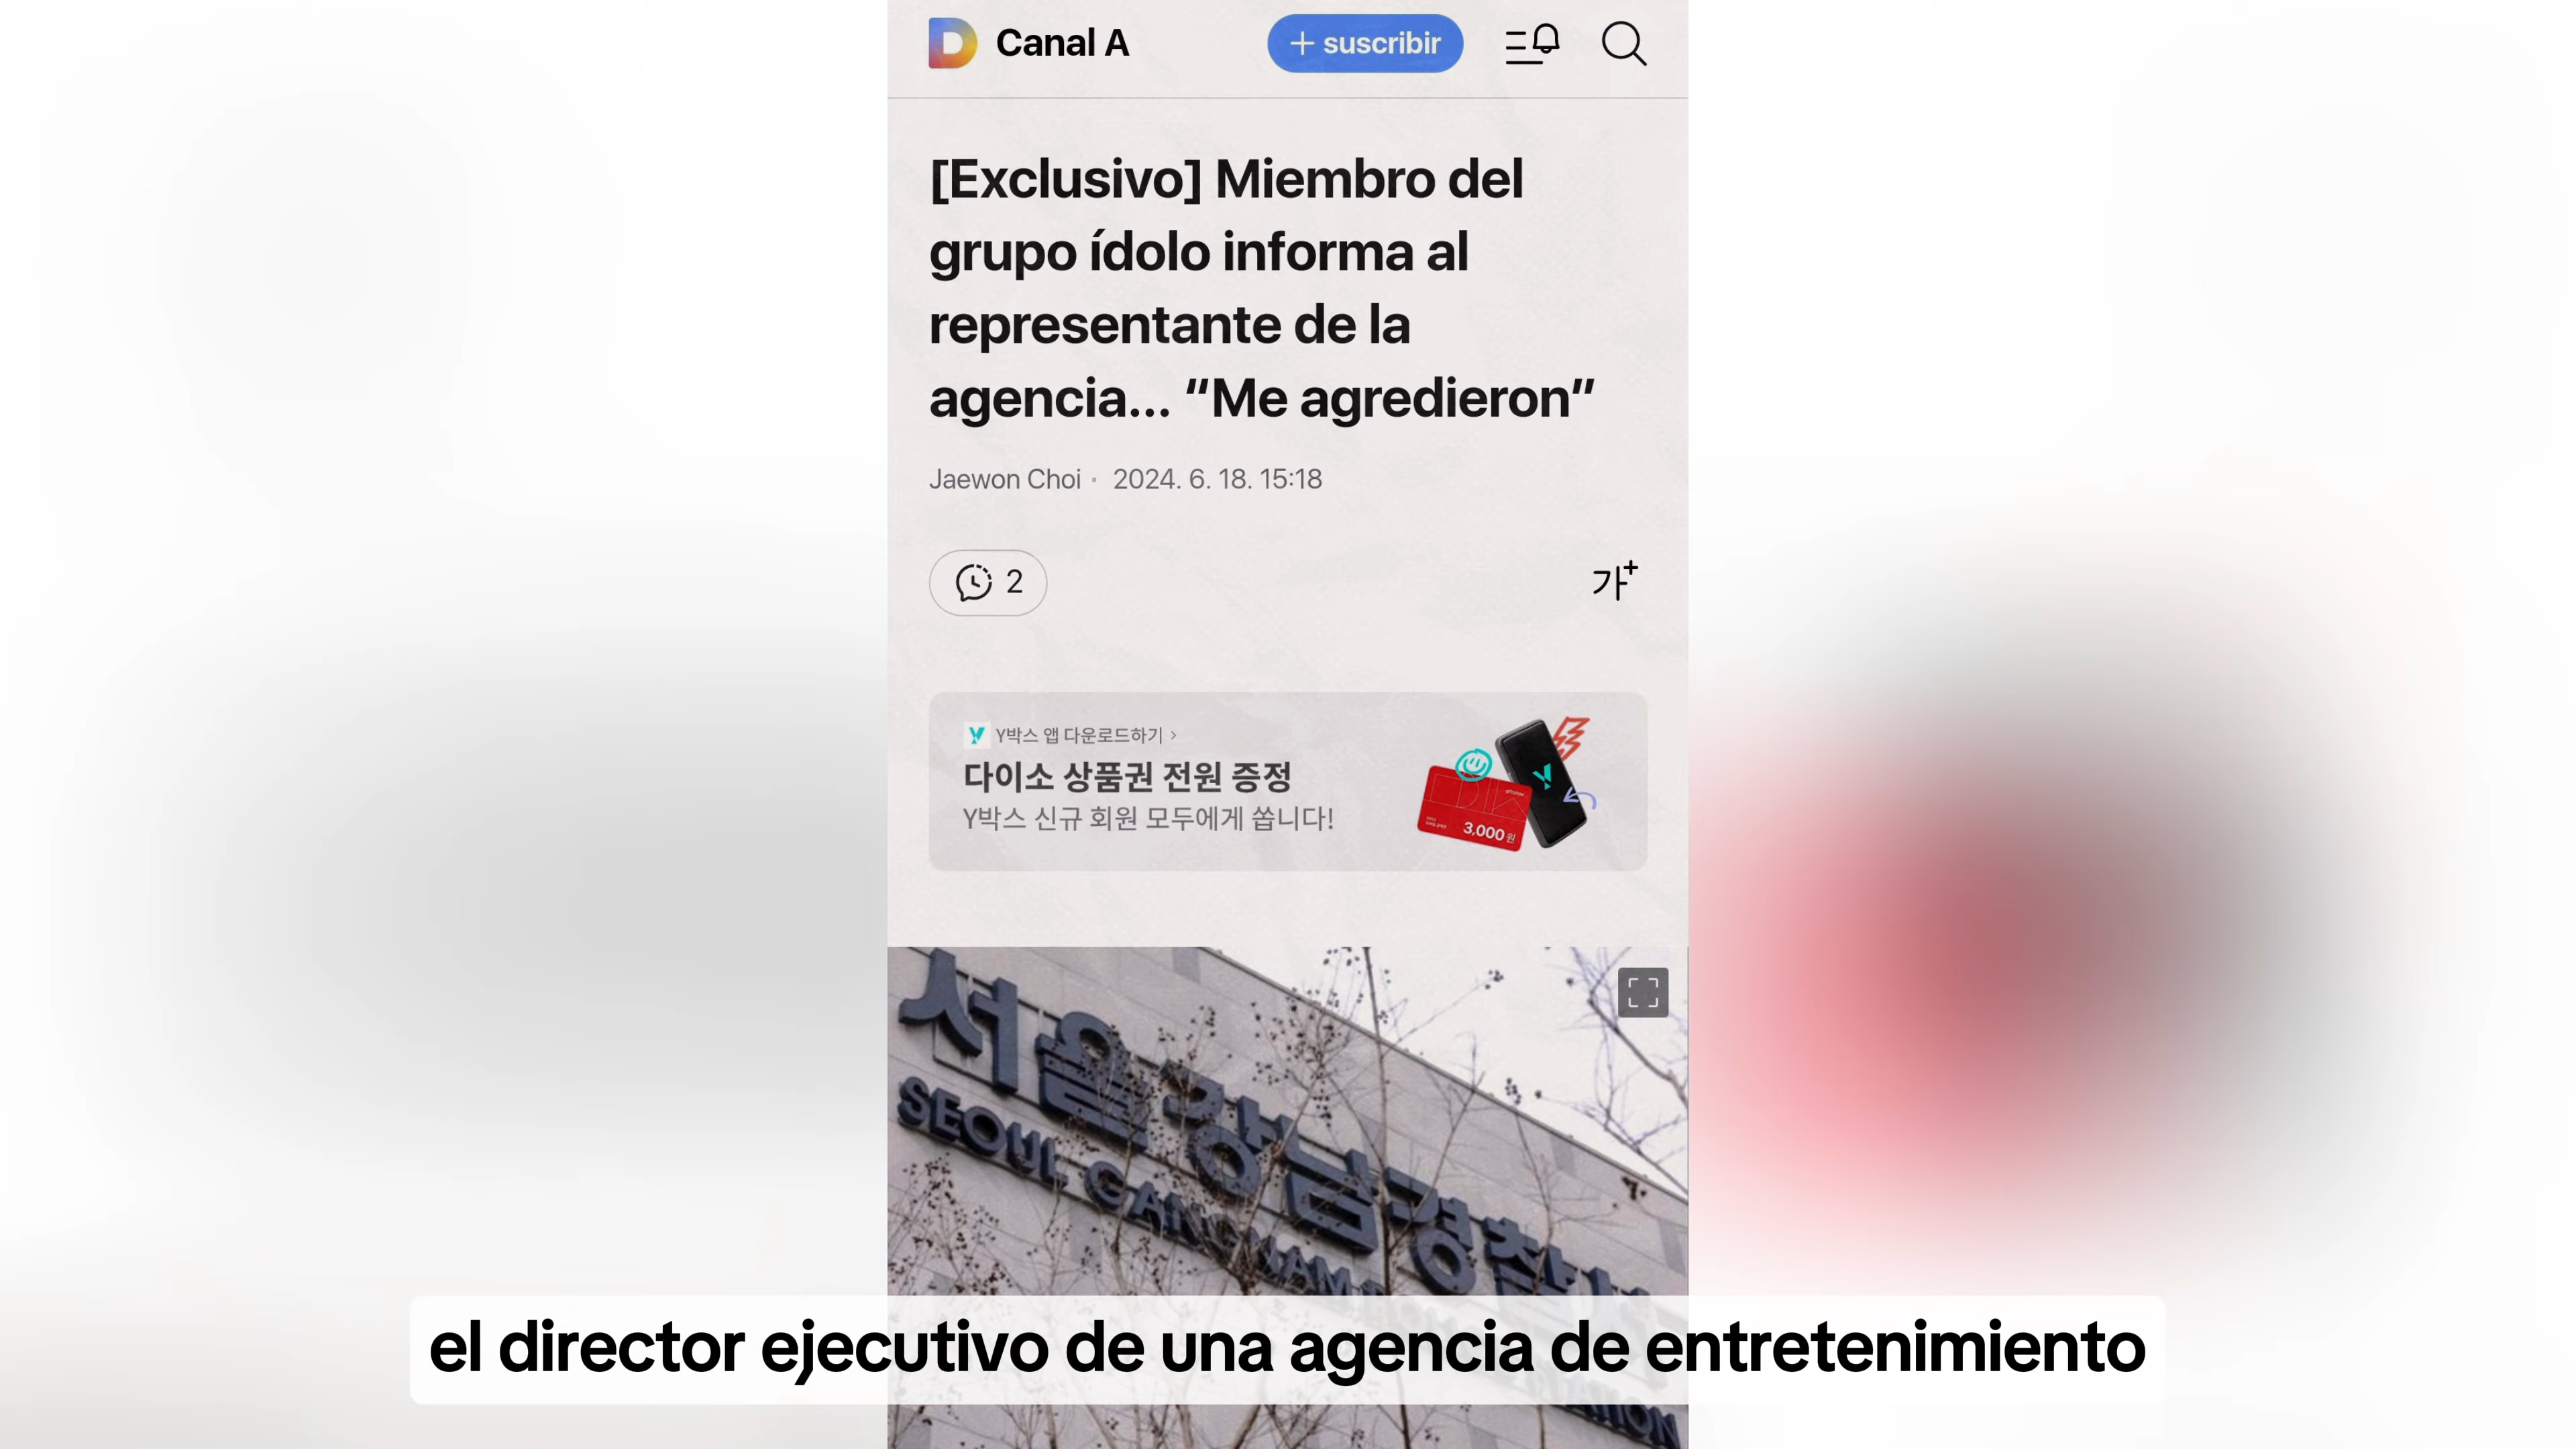 Canal A
+ suscribir
[Exclusivo] Miembro del
grupo ídolo informa al
representante de la
agencia... “Me agredieron”
Jaewon Choi · 2024. 6. 18. 15:18
2
가+
Y박스 앱 다운로드하기 >
다이소 상품권 전원 증정
Y박스 신규 회원 모두에게 쏩니다!
3,000원
서울강남경찰
SEOUL GANGNAM
el director ejecutivo de una agencia de entretenimiento